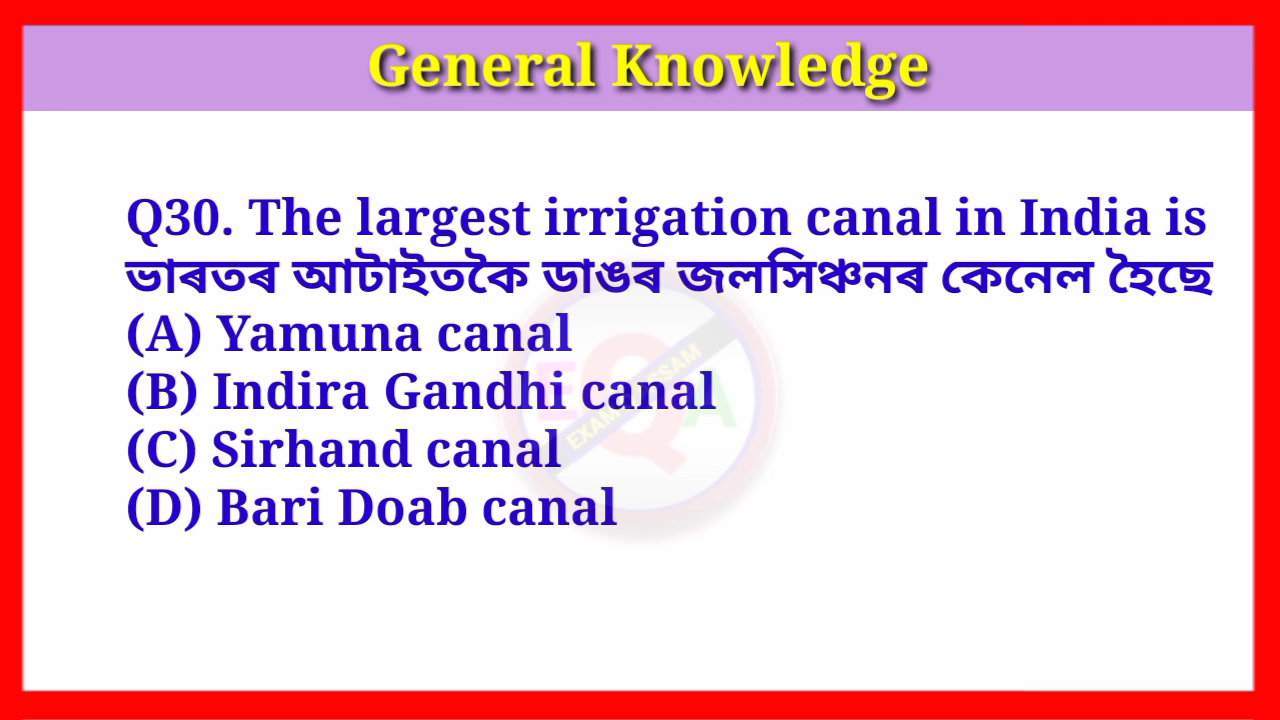 General Knowledge
Q30. The largest irrigation canal in India is
ভাৰতৰ আটাইতকৈ ডাঙৰ জলসিঞ্চনৰ কেনেল হৈছে
(A) Yamuna canal
(B) Indira Gandhi canal
(C) Sirhand canal
(D) Bari Doab canal